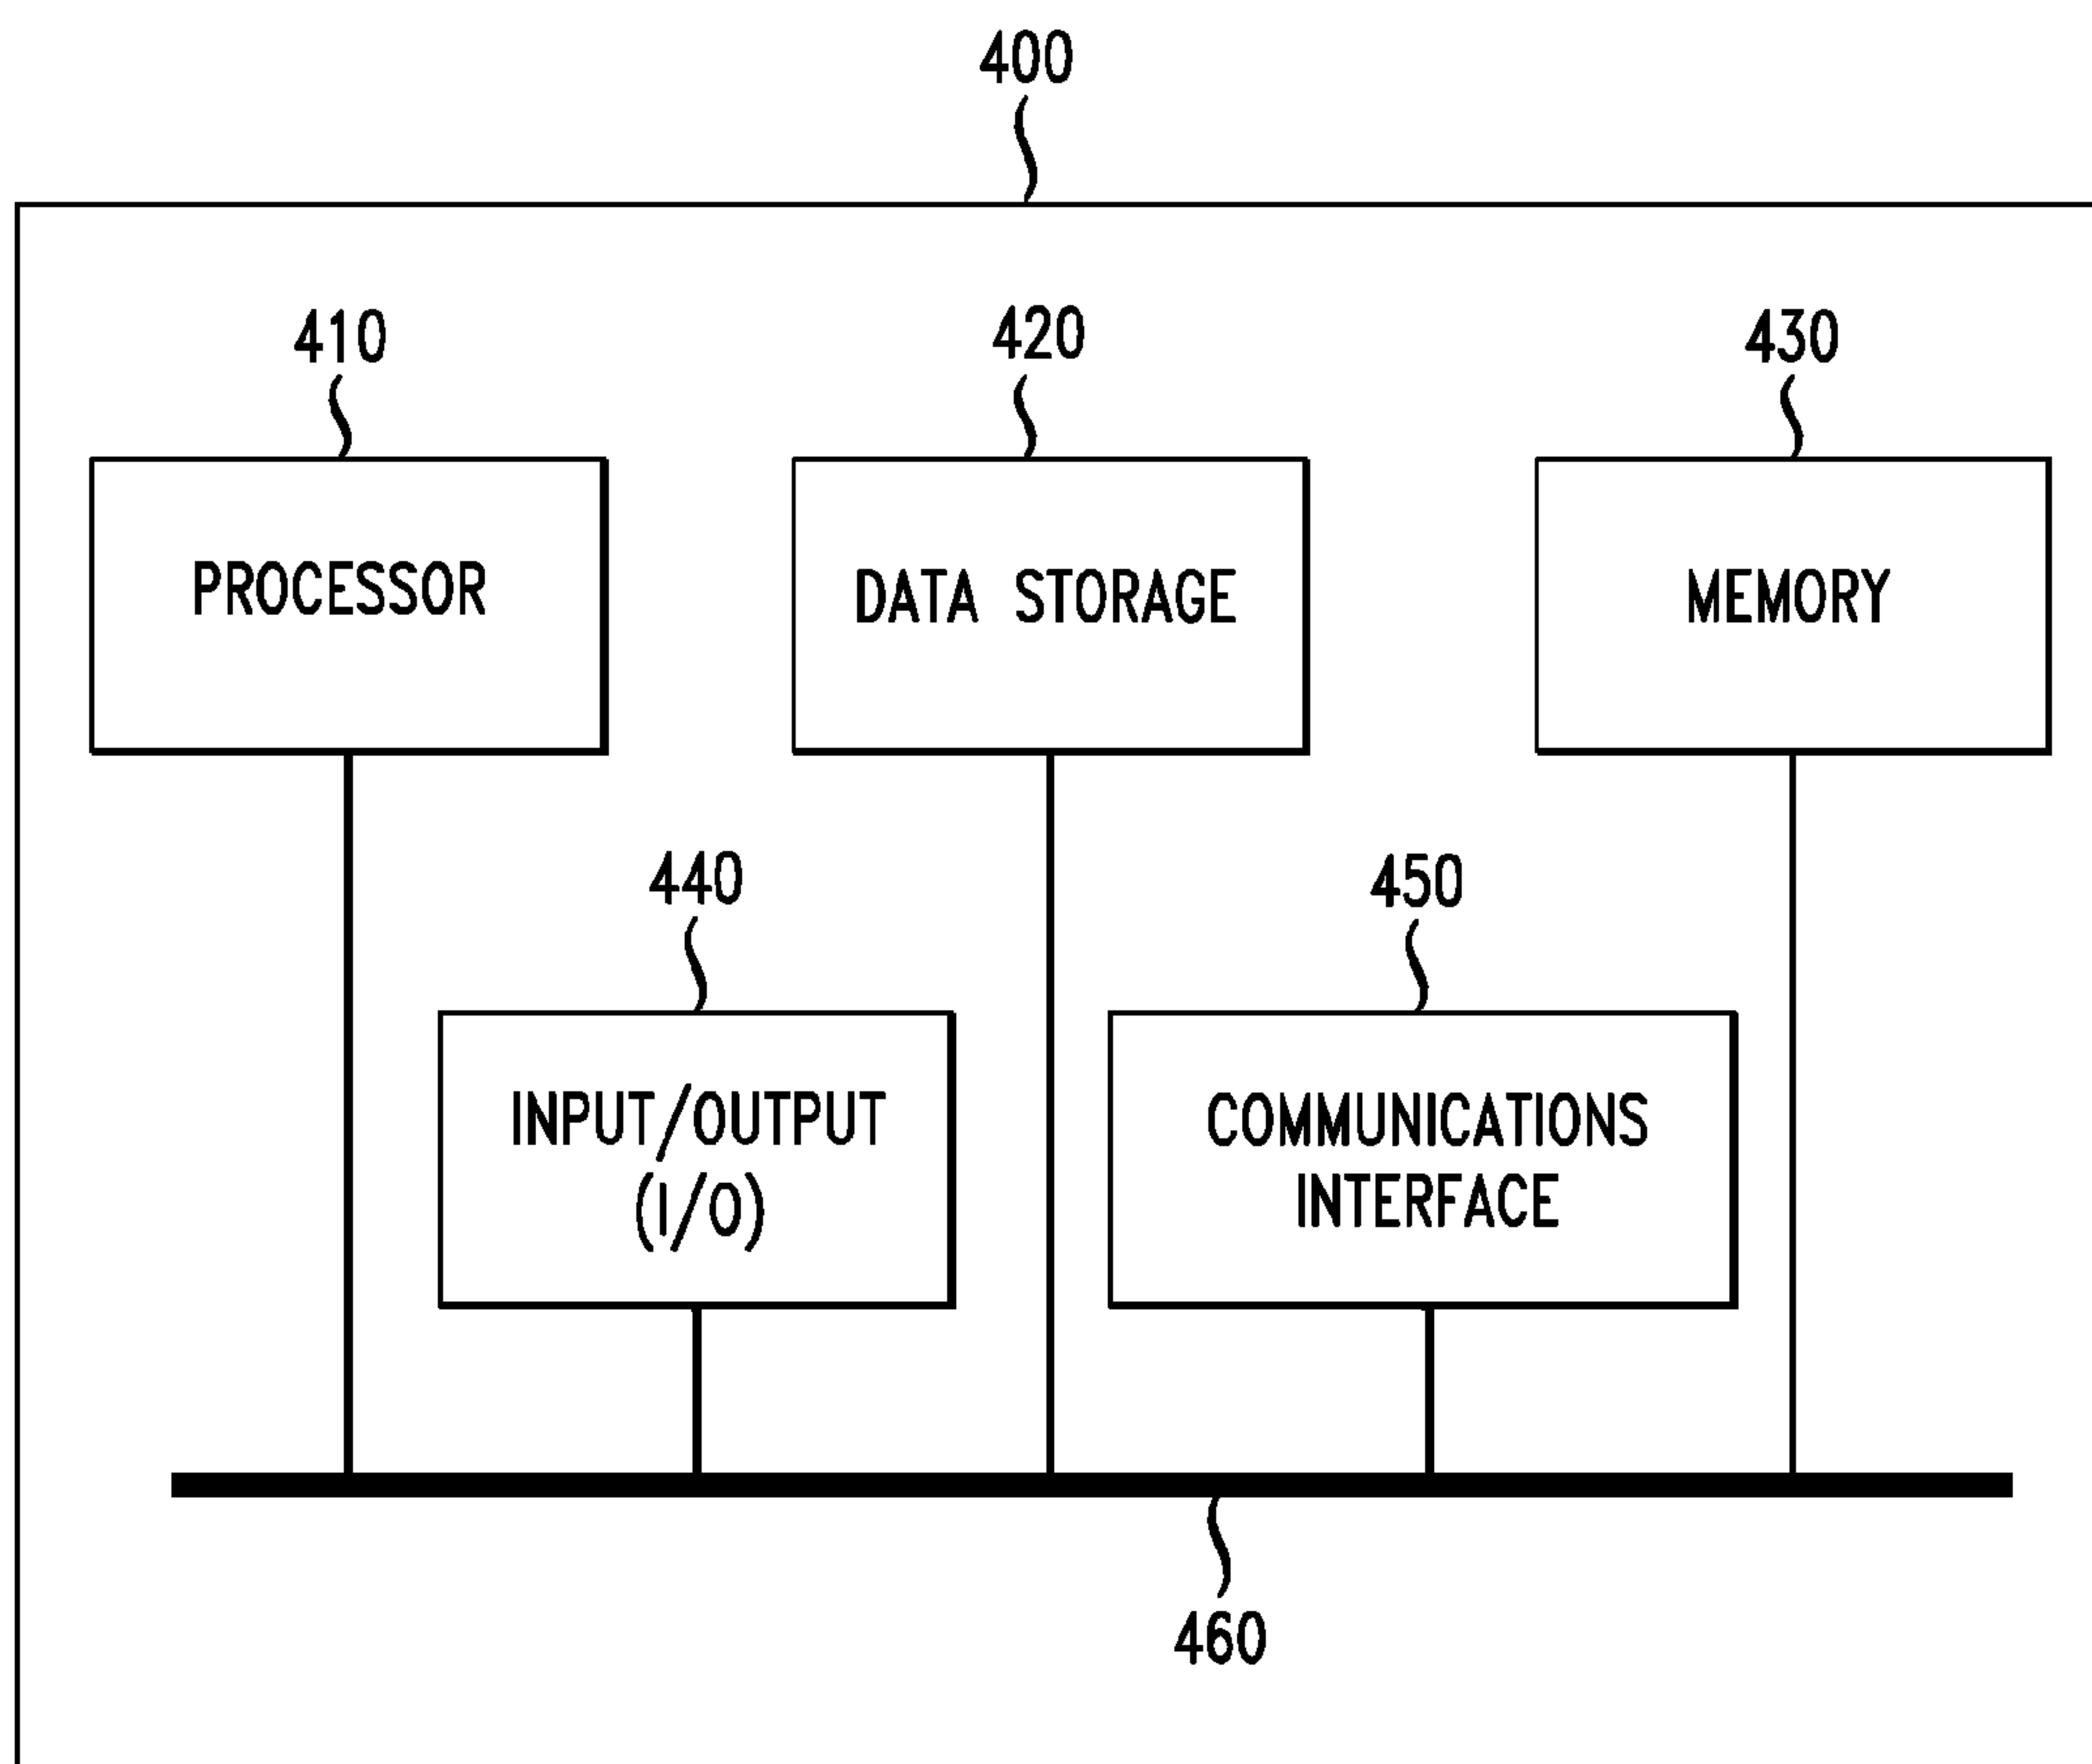 400
410
420
430
PROCESSOR
DATA STORAGE
MEMORY
440
450
INPUT/OUTPUT
(I/O)
COMMUNICATIONS
INTERFACE
460